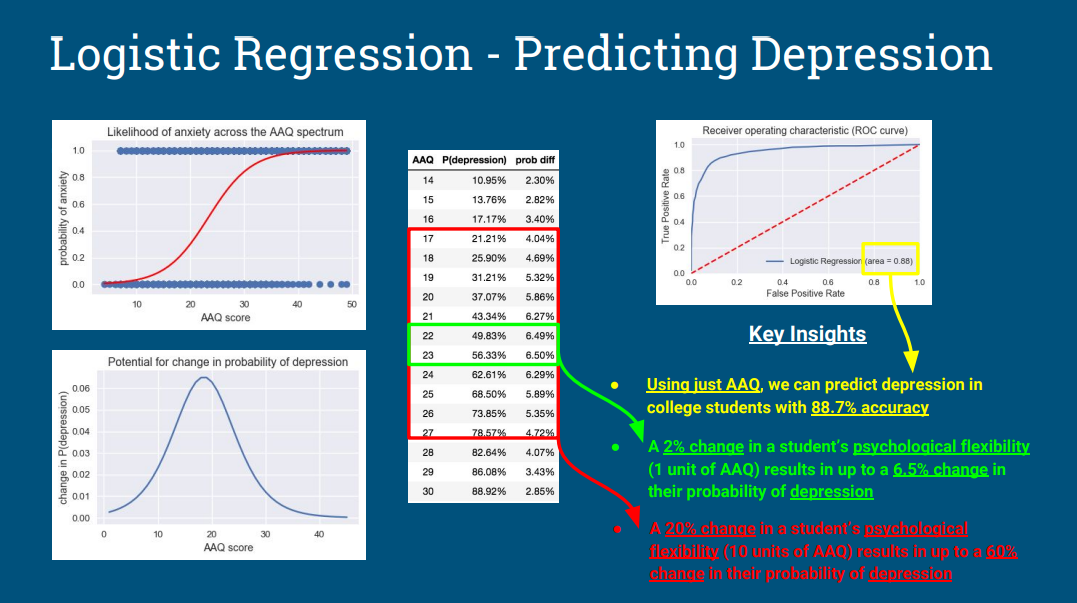 Logistic Regression - Predicting Depression
Likelihood of anxiety across the AAQ spectrum
probability of anxiety
1.0
0.8
0.6
0.4
0.2
0.0
10 20 30 40 50
AAQ score
Potential for change in probability of depression
change in P(depression)
0.06
0.05
0.04
0.03
0.02
0.01
0.00
0 10 20 30 40
AAQ score
AAQ P(depression) prob diff
14 10.95% 2.30%
15 13.76% 2.82%
16 17.17% 3.40%
17 21.21% 4.04%
18 25.90% 4.69%
19 31.21% 5.32%
20 37.07% 5.86%
21 43.34% 6.27%
22 49.83% 6.49%
23 56.33% 6.50%
24 62.61% 6.29%
25 68.50% 5.89%
26 73.85% 5.35%
27 78.57% 4.72%
28 82.64% 4.07%
29 86.08% 3.43%
30 88.92% 2.85%
Receiver operating characteristic (ROC curve)
True Positive Rate
1.0
0.8
0.6
0.4
0.2
0.0
Logistic Regression (area = 0.88)
0.0 0.2 0.4 0.6 0.8 1.0
False Positive Rate
Key Insights
● Using just AAQ, we can predict depression in
college students with 88.7% accuracy
● A 2% change in a student's psychological flexibility
(1 unit of AAQ) results in up to a 6.5% change in
their probability of depression
● A 20% change in a student's psychological
flexibility (10 units of AAQ) results in up to a 60%
change in their probability of depression